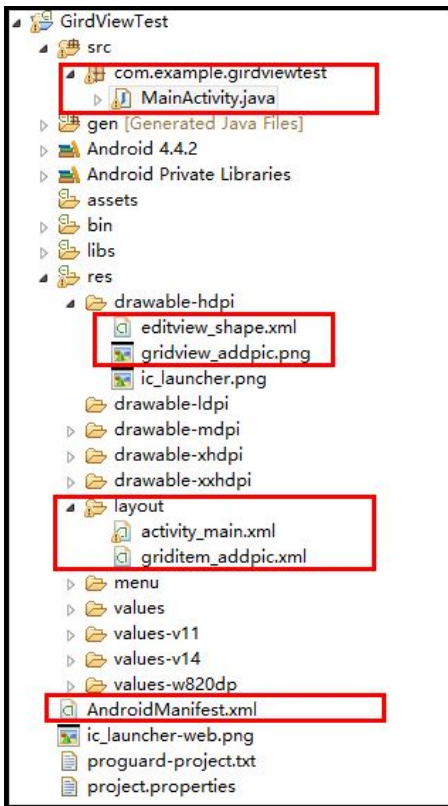 GirdViewTest
src
com.example.girdviewtest
MainActivity.java
gen [Generated Java Files]
Android 4.4.2
Android Private Libraries
assets
bin
libs
res
drawable-hdpi
editview_shape.xml
gridview_addpic.png
ic_launcher.png
drawable-ldpi
drawable-mdpi
drawable-xhdpi
drawable-xxhdpi
layout
activity_main.xml
griditem_addpic.xml
menu
values
values-v11
values-v14
values-w820dp
AndroidManifest.xml
ic_launcher-web.png
proguard-project.txt
project.properties